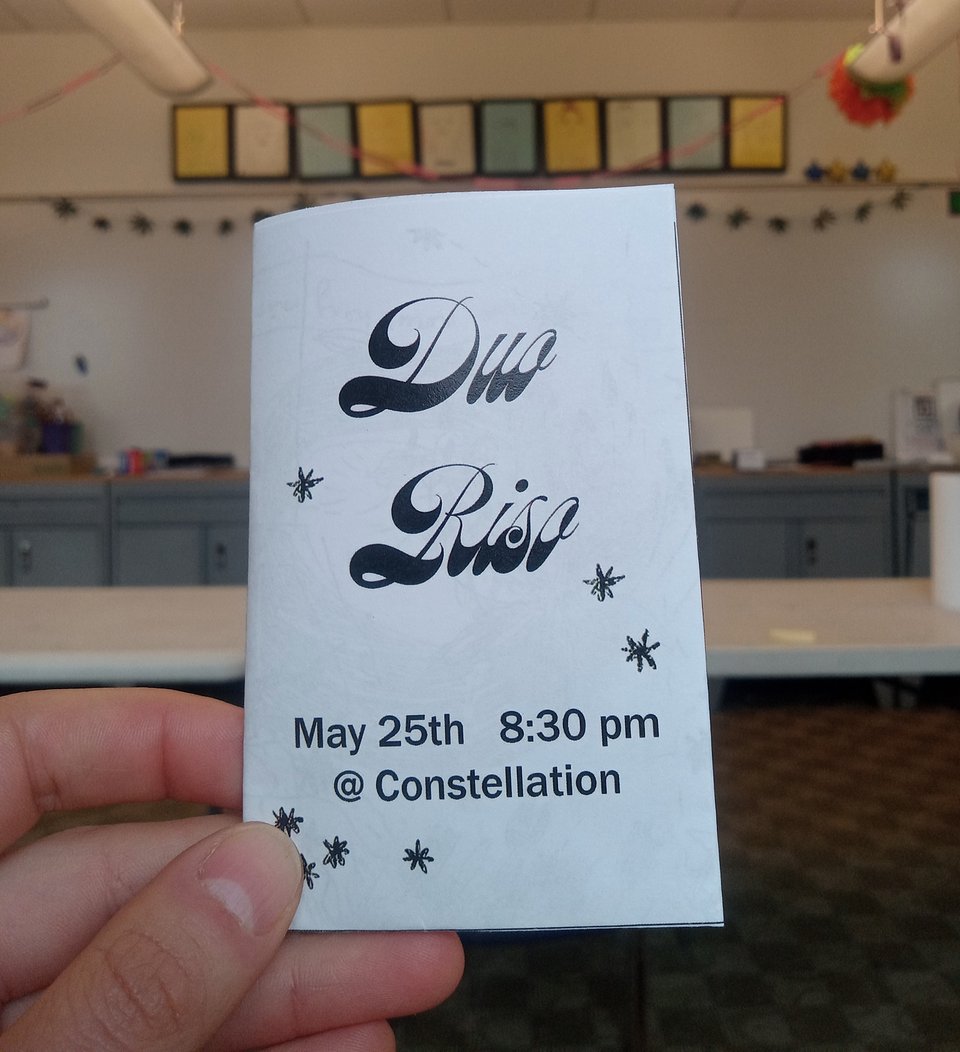 Duo
Riso
May 25th 8:30 pm
@ Constellation